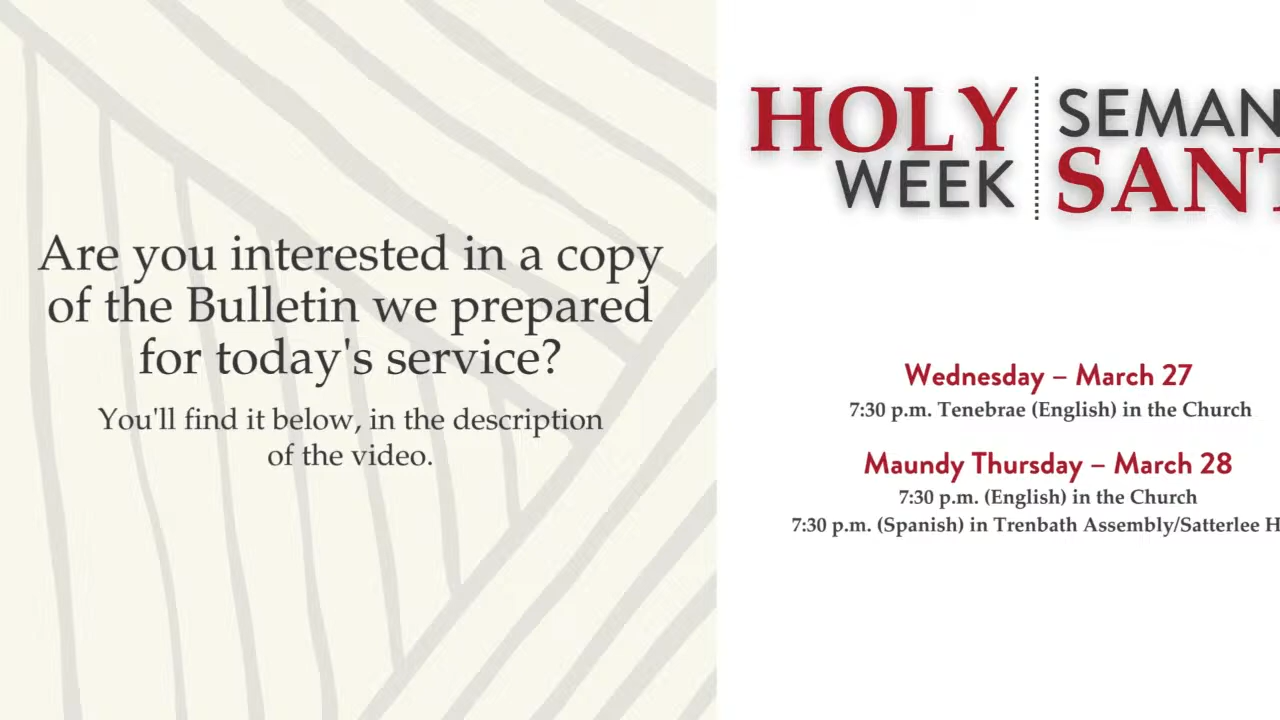 Are you interested in a copy
of the Bulletin we prepared
for today's service?
You'll find it below, in the description
of the video.
HOLY
WEEK
SEMAN
SANT
Wednesday – March 27
7:30 p.m. Tenebrae (English) in the Church
Maundy Thursday – March 28
7:30 p.m. (English) in the Church
7:30 p.m. (Spanish) in Trenbath Assembly/Satterlee H